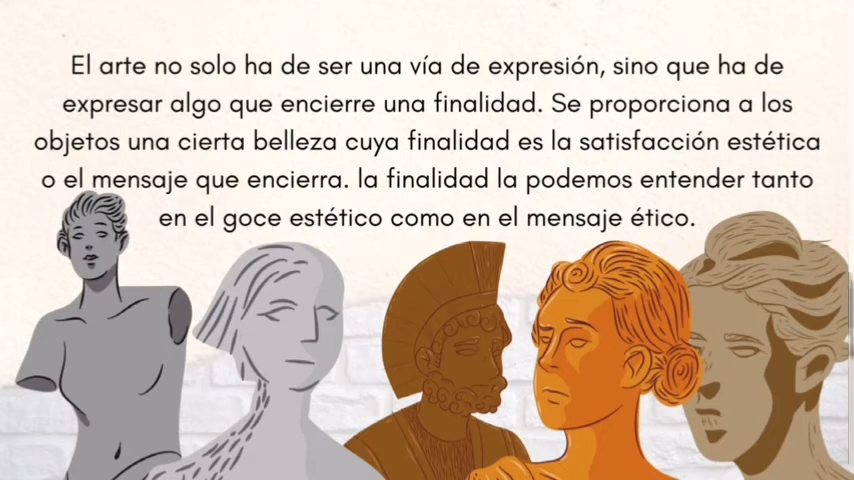 El arte no solo ha de ser una vía de expresión, sino que ha de
expresar algo que encierre una finalidad. Se proporciona a los
objetos una cierta belleza cuya finalidad es la satisfacción estética
o el mensaje que encierra. la finalidad la podemos entender tanto
en el goce estético como en el mensaje ético.